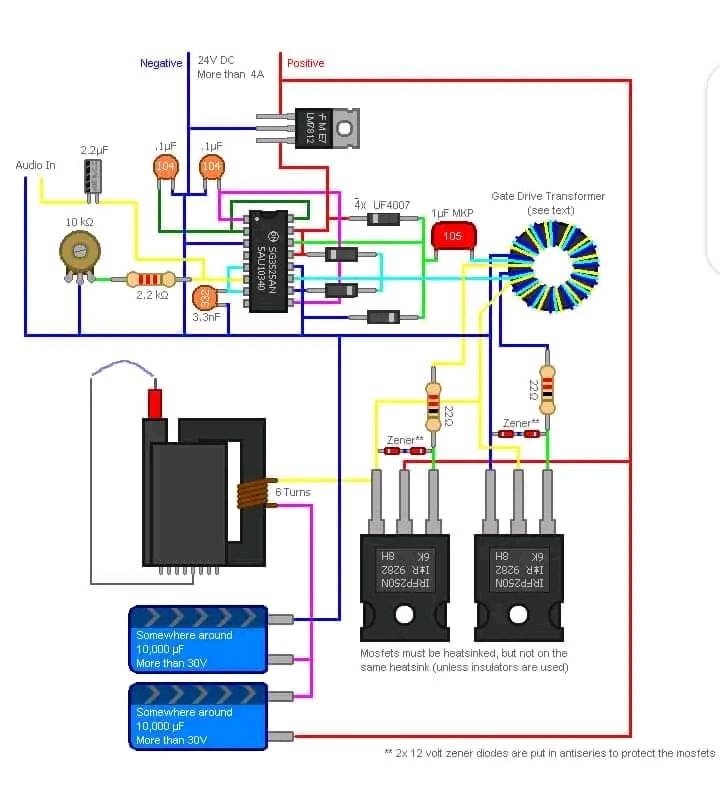 Negative
24V DC
More than 4A
Positive
FME7
LM7812
Audio In
2.2µF
.1µF
.1µF
104
104
4x UF4007
1µF MKP
105
Gate Drive Transformer
(see text)
10 kΩ
SG3525AN
SAU10340
2.2 kΩ
332
3.3nF
22Ω
22Ω
Zener**
Zener**
6 Turns
IRFP250N
I±R 9282
6K 8H
IRFP250N
I±R 9282
6K 8H
Somewhere around
10,000 µF
More than 30V
Somewhere around
10,000 µF
More than 30V
Mosfets must be heatsinked, but not on the
same heatsink (unless insulators are used)
** 2x 12 volt zener diodes are put in antiseries to protect the mosfets